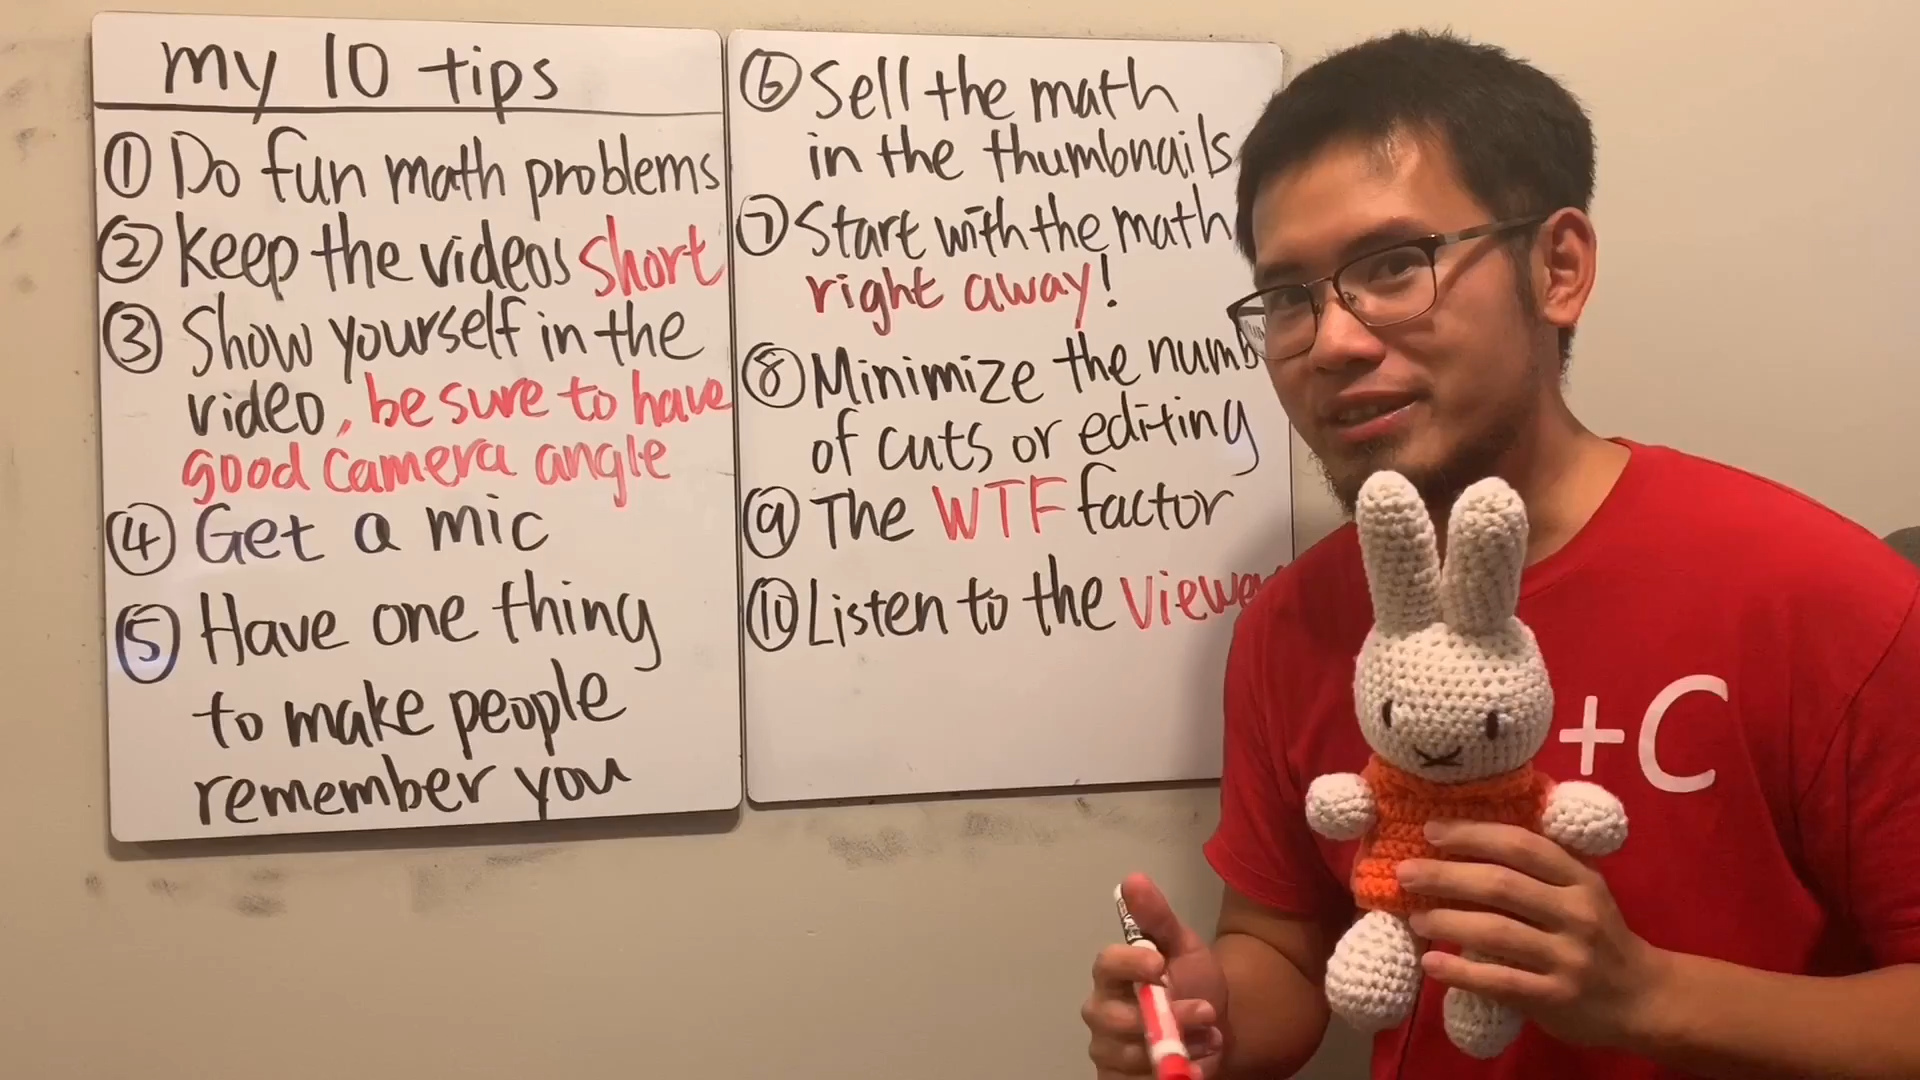 my 10 tips
① Do fun math problems
② Keep the videos short
③ Show yourself in the
video, be sure to have
good camera angle
④ Get a mic
⑤ Have one thing
to make people
remember you
⑥ Sell the math
in the thumbnails
⑦ Start with the math
right away!
⑧ Minimize the numb
of cuts or editing
⑨ The WTF factor
⑩ Listen to the viewe
+C